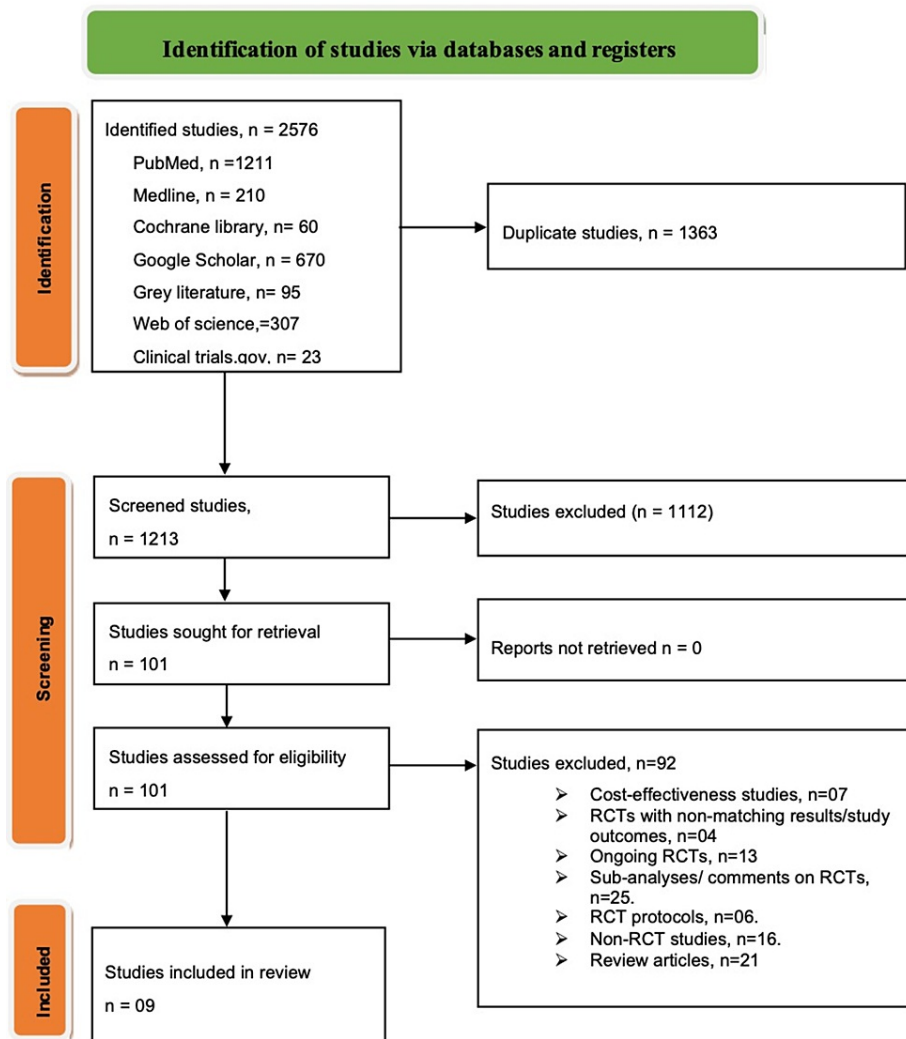 Identification of studies via databases and registers
Identification
Identified studies, n = 2576
PubMed, n =1211
Medline, n = 210
Cochrane library, n= 60
Google Scholar, n = 670
Grey literature, n= 95
Web of science,=307
Clinical trials.gov, n= 23
Duplicate studies, n = 1363
Screening
Screened studies,
n = 1213
Studies excluded (n = 1112)
Studies sought for retrieval
n = 101
Reports not retrieved n = 0
Studies assessed for eligibility
n = 101
Studies excluded, n=92
➢ Cost-effectiveness studies, n=07
➢ RCTs with non-matching results/study
outcomes, n=04
➢ Ongoing RCTs, n=13
➢ Sub-analyses/ comments on RCTs,
n=25.
➢ RCT protocols, n=06.
➢ Non-RCT studies, n=16.
➢ Review articles, n=21
Included
Studies included in review
n = 09